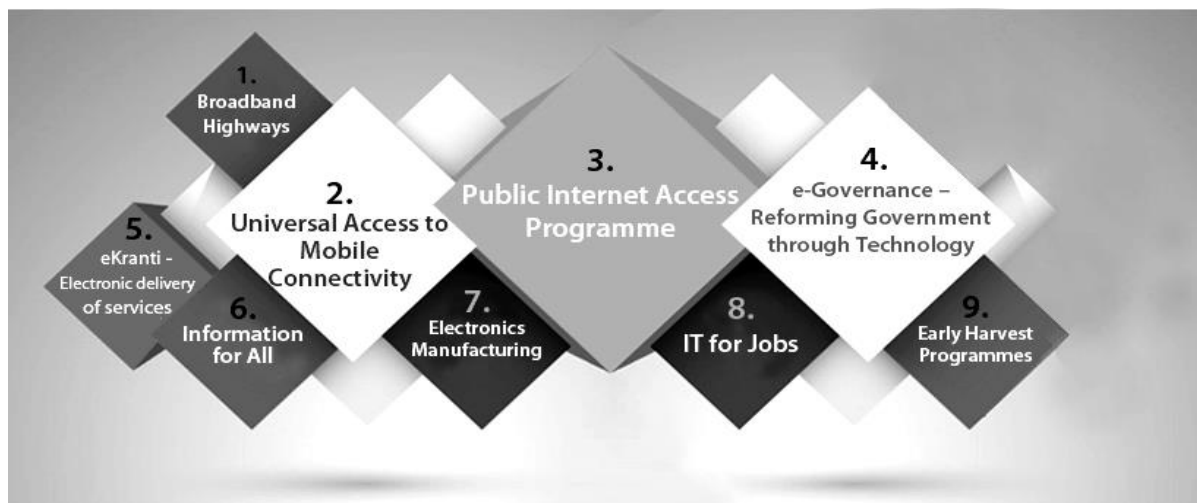 1.
Broadband
Highways
2.
Universal Access to
Mobile
Connectivity
3.
Public Internet Access
Programme
4.
e-Governance –
Reforming Government
through Technology
5.
eKranti -
Electronic delivery
of services
6.
Information
for All
7.
Electronics
Manufacturing
8.
IT for Jobs
9.
Early Harvest
Programmes